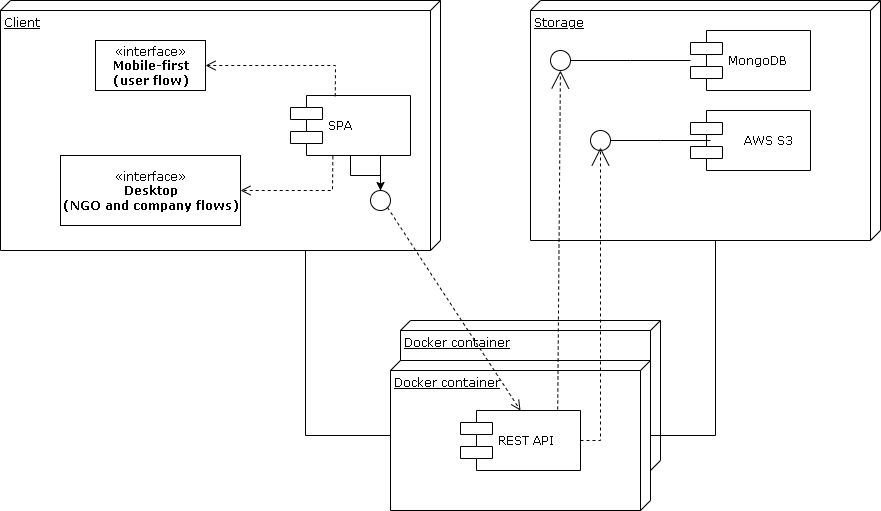 Client
«interface»
Mobile-first
(user flow)
SPA
«interface»
Desktop
(NGO and company flows)
Storage
MongoDB
AWS S3
Docker container
Docker container
REST API